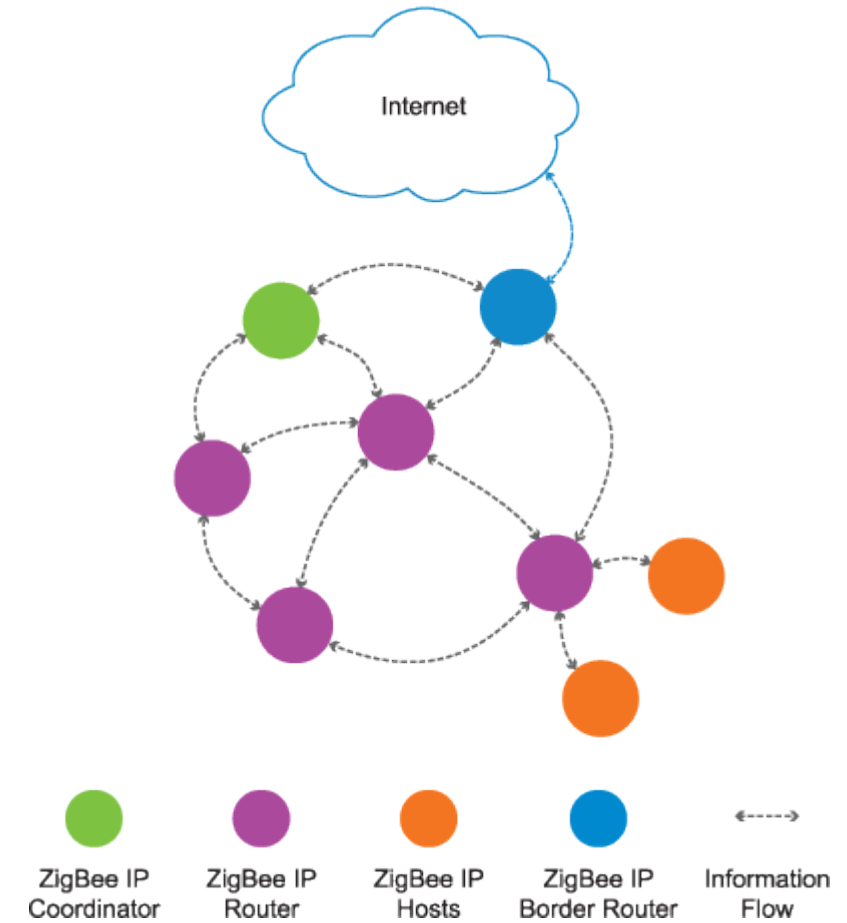 Internet
ZigBee IP
Coordinator
ZigBee IP
Router
ZigBee IP
Hosts
ZigBee IP
Border Router
Information
Flow